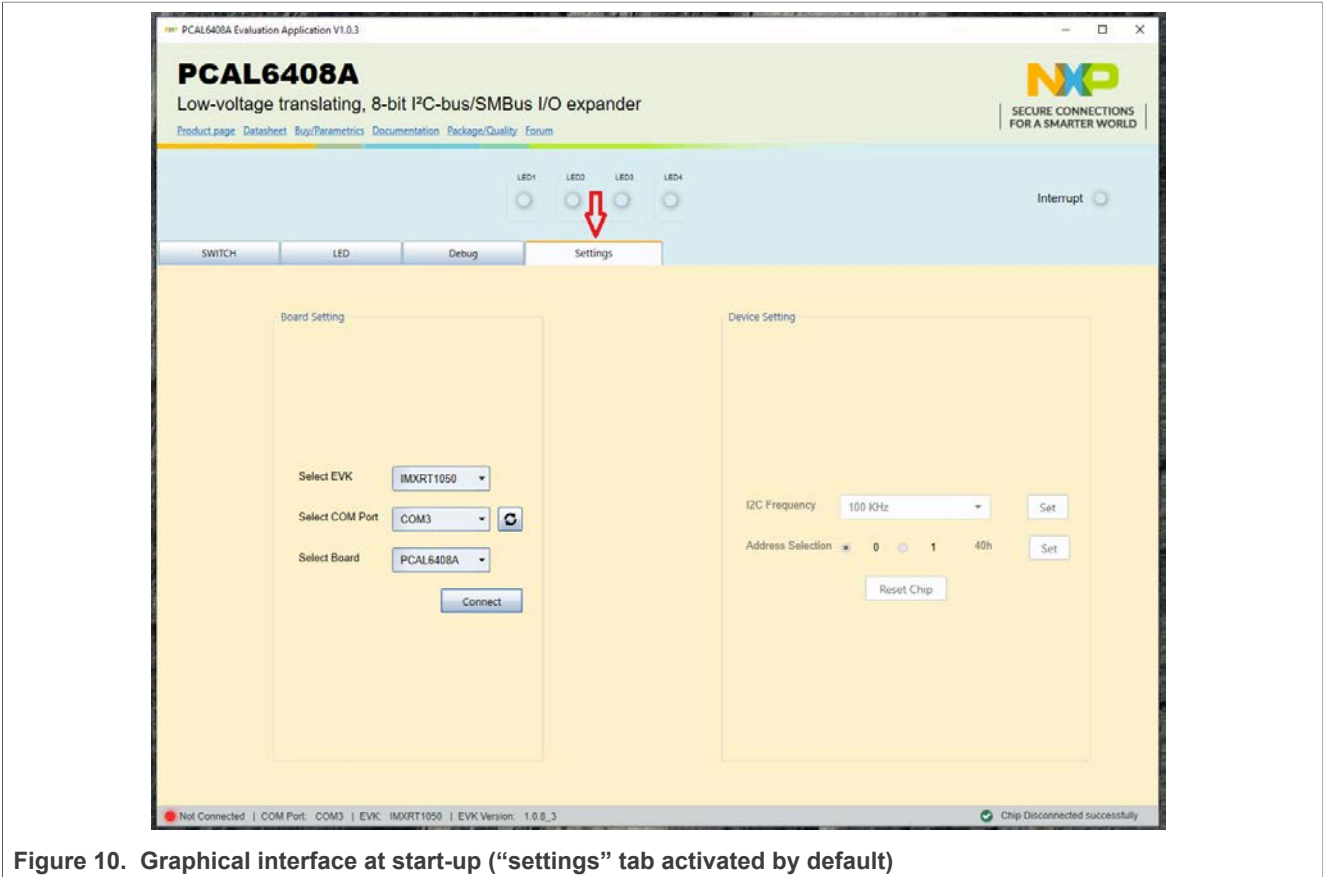 PCAL6408A Evaluation Application V1.0.3
PCAL6408A
Low-voltage translating, 8-bit I²C-bus/SMBus I/O expander
Product page Datasheet Buy/Parametrics Documentation Package/Quality Forum
NXP
SECURE CONNECTIONS
FOR A SMARTER WORLD
LED1 LED2 LED3 LED4
Interrupt
SWITCH LED Debug Settings
Board Setting
Device Setting
Select EVK IMXRT1050
Select COM Port COM3
Select Board PCAL6408A
Connect
I2C Frequency 100 KHz Set
Address Selection 0 1 40h Set
Reset Chip
Not Connected | COM Port: COM3 | EVK: IMXRT1050 | EVK Version: 1.0.8_3
Chip Disconnected successfully
Figure 10. Graphical interface at start-up (“settings” tab activated by default)